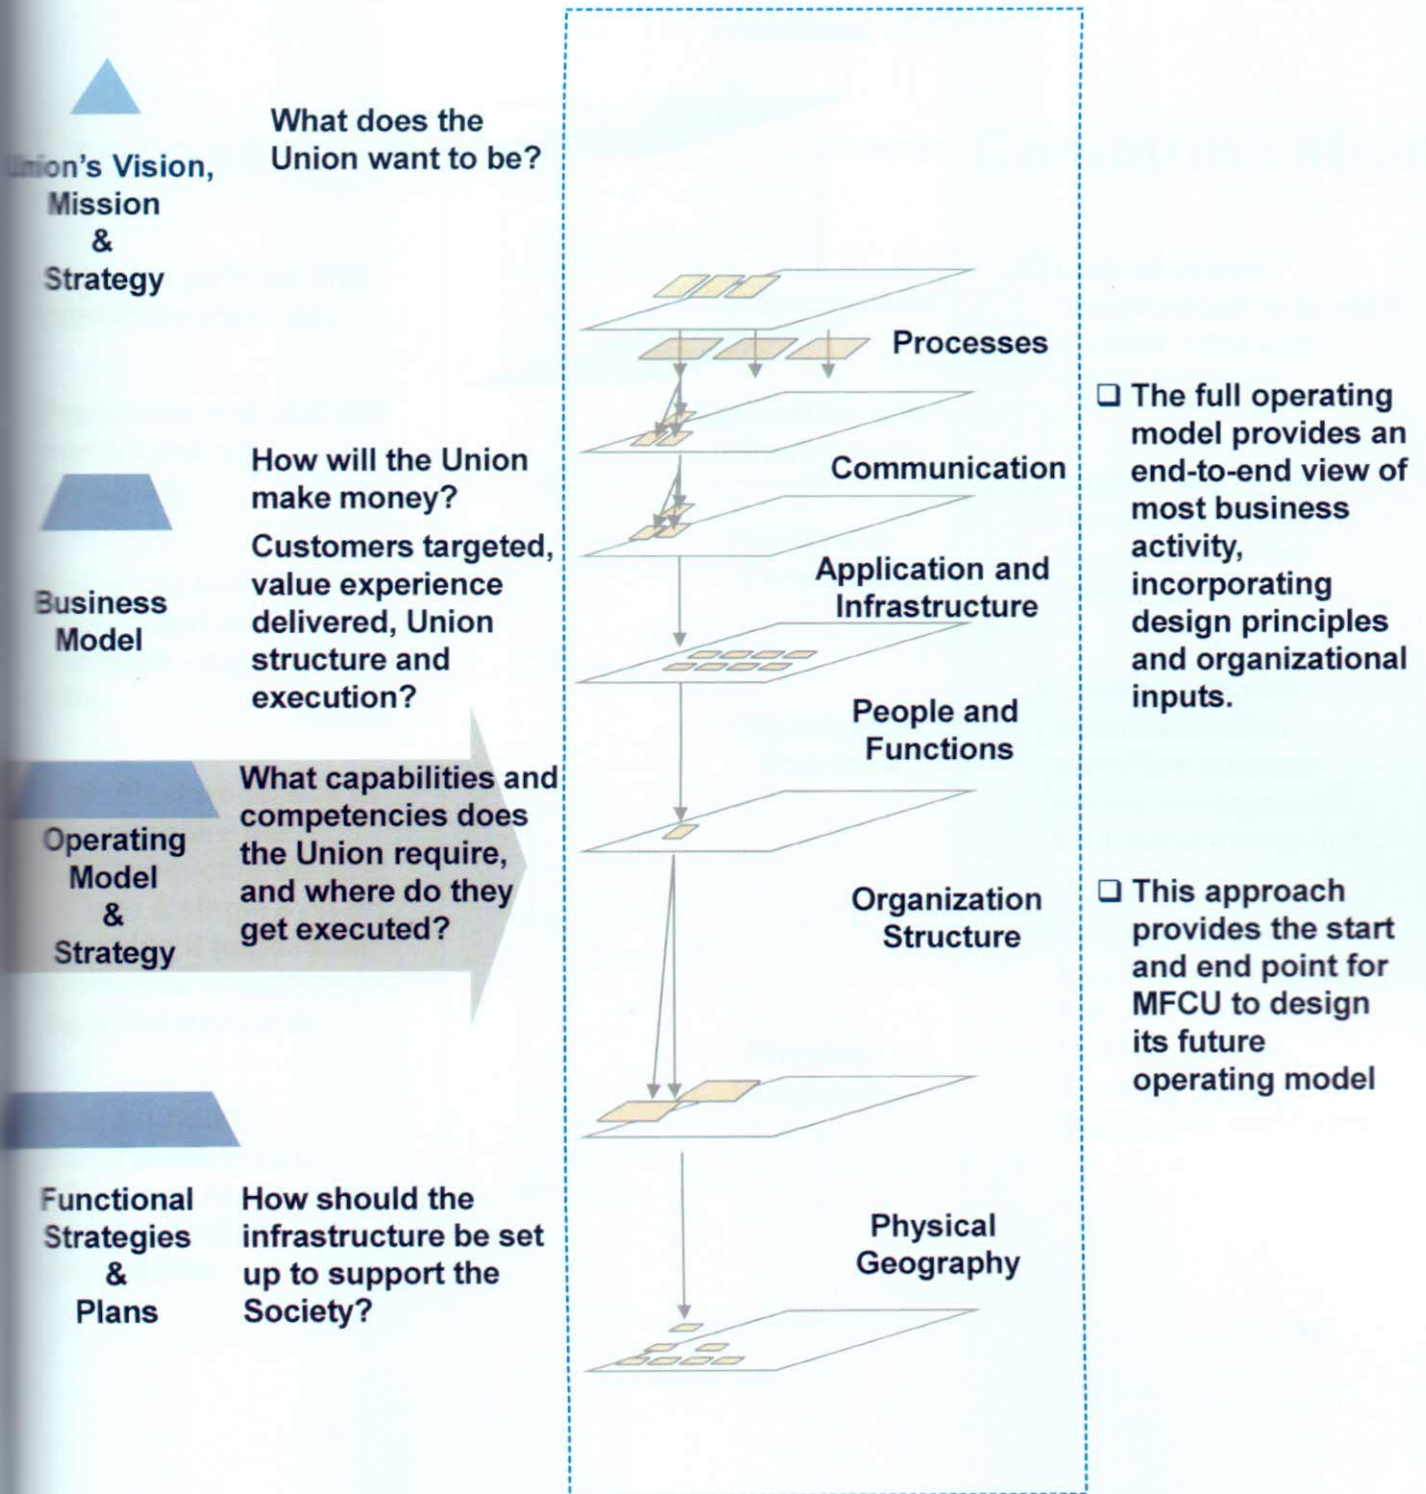 What does the
Union want to be?
Union's Vision,
Mission
&
Strategy
How will the Union
make money?
Customers targeted,
value experience
delivered, Union
structure and
execution?
Business
Model
What capabilities and
competencies does
the Union require,
and where do they
get executed?
Operating
Model
&
Strategy
How should the
infrastructure be set
up to support the
Society?
Functional
Strategies
&
Plans
Processes
Communication
Application and
Infrastructure
People and
Functions
Organization
Structure
Physical
Geography
❑ The full operating
model provides an
end-to-end view of
most business
activity,
incorporating
design principles
and organizational
inputs.
❑ This approach
provides the start
and end point for
MFCU to design
its future
operating model